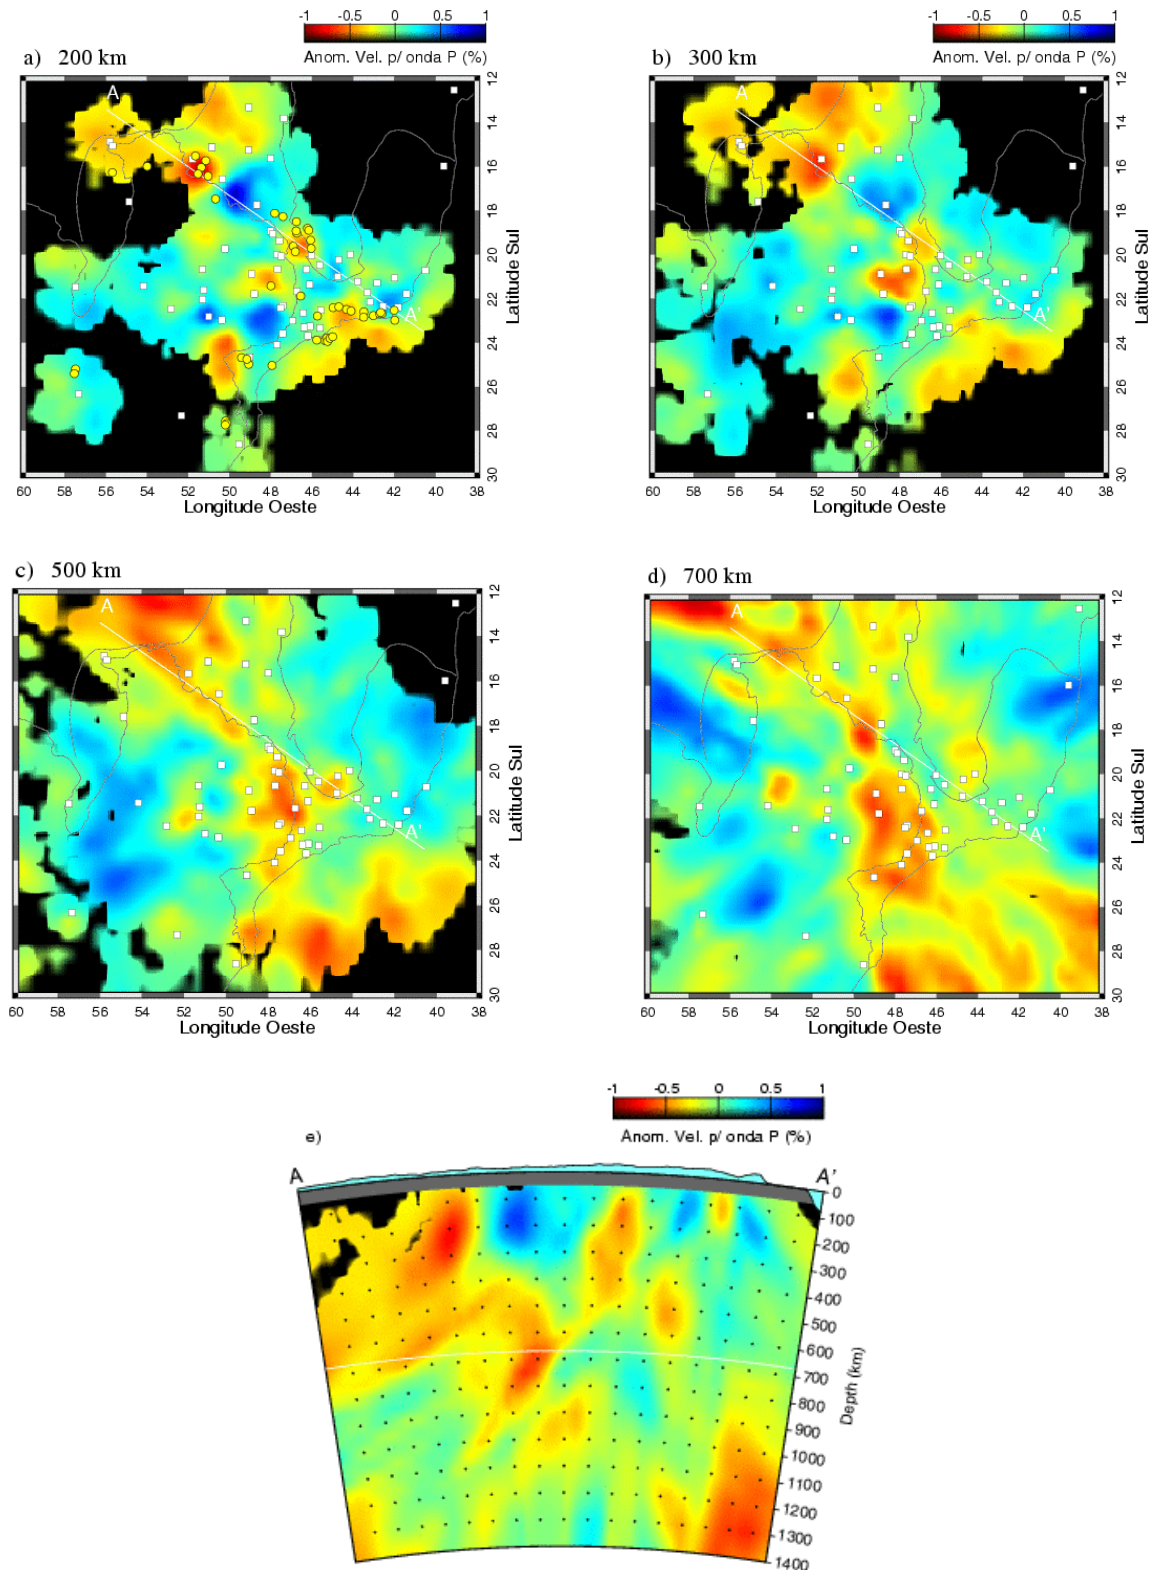 -1 -0.5 0 0.5 1
Anom. Vel. p/ onda P (%)
a) 200 km
A
A'
12
14
16
18
20
22
24
26
28
30
Latitude Sul
60 58 56 54 52 50 48 46 44 42 40 38
Longitude Oeste
-1 -0.5 0 0.5 1
Anom. Vel. p/ onda P (%)
b) 300 km
A
A'
12
14
16
18
20
22
24
26
28
30
Latitude Sul
60 58 56 54 52 50 48 46 44 42 40 38
Longitude Oeste
c) 500 km
A
A'
12
14
16
18
20
22
24
26
28
30
Latitude Sul
60 58 56 54 52 50 48 46 44 42 40 38
Longitude Oeste
d) 700 km
A
A'
12
14
16
18
20
22
24
26
28
30
Latitude Sul
60 58 56 54 52 50 48 46 44 42 40 38
Longitude Oeste
-1 -0.5 0 0.5 1
Anom. Vel. p/ onda P (%)
e)
A
A'
0
100
200
300
400
500
600
700
800
900
1000
1100
1200
1300
1400
Depth (km)